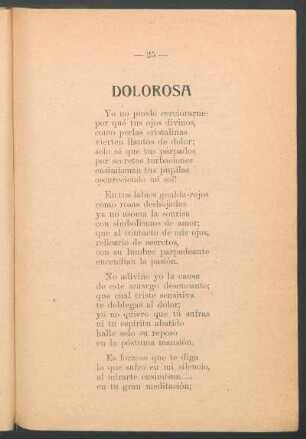 — 25 —
DOLOROSA
Yo no puedo cerciorarme
por qué tus ojos divinos,
como perlas cristalinas
vierten llantos de dolor;
solo sé que tus párpados
por secretos turbaciones
ensimisman tus pupilas
oscureciendo mi sol!
En tus labios gualda-rojos
como rosas deshojadas
ya no asoma la sonrisa
con simbolismos de amor;
que al contacto de mis ojos,
relicario de secretos,
con su lumbre parpadeante
encendían la pasión.
No adivino yo la causa
de este amargo desencanto;
que cual triste sensitiva
te doblegas al dolor;
yo no quiero que tú sufras
ni tu espíritu abatido
halle solo su reposo
en la póstuma mansión.
Es forzoso que te diga
lo que sufro en mi silencio,
al mirarte ensimisma....
en tu gran meditación;